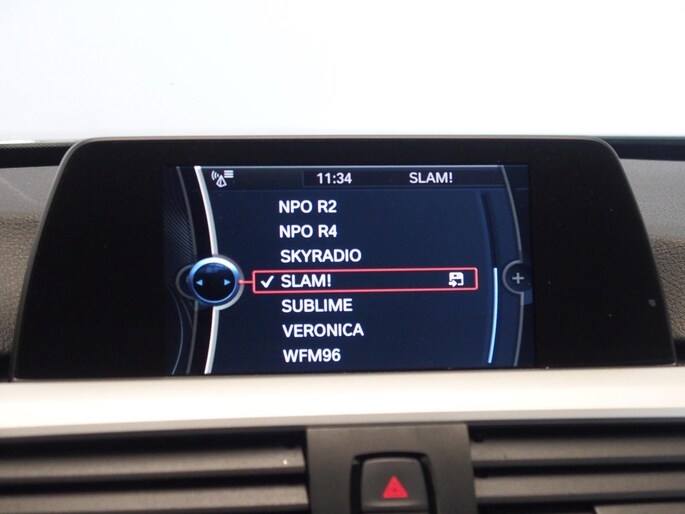 11:34 SLAM!
NPO R2
NPO R4
SKYRADIO
SLAM!
SUBLIME
VERONICA
WFM96